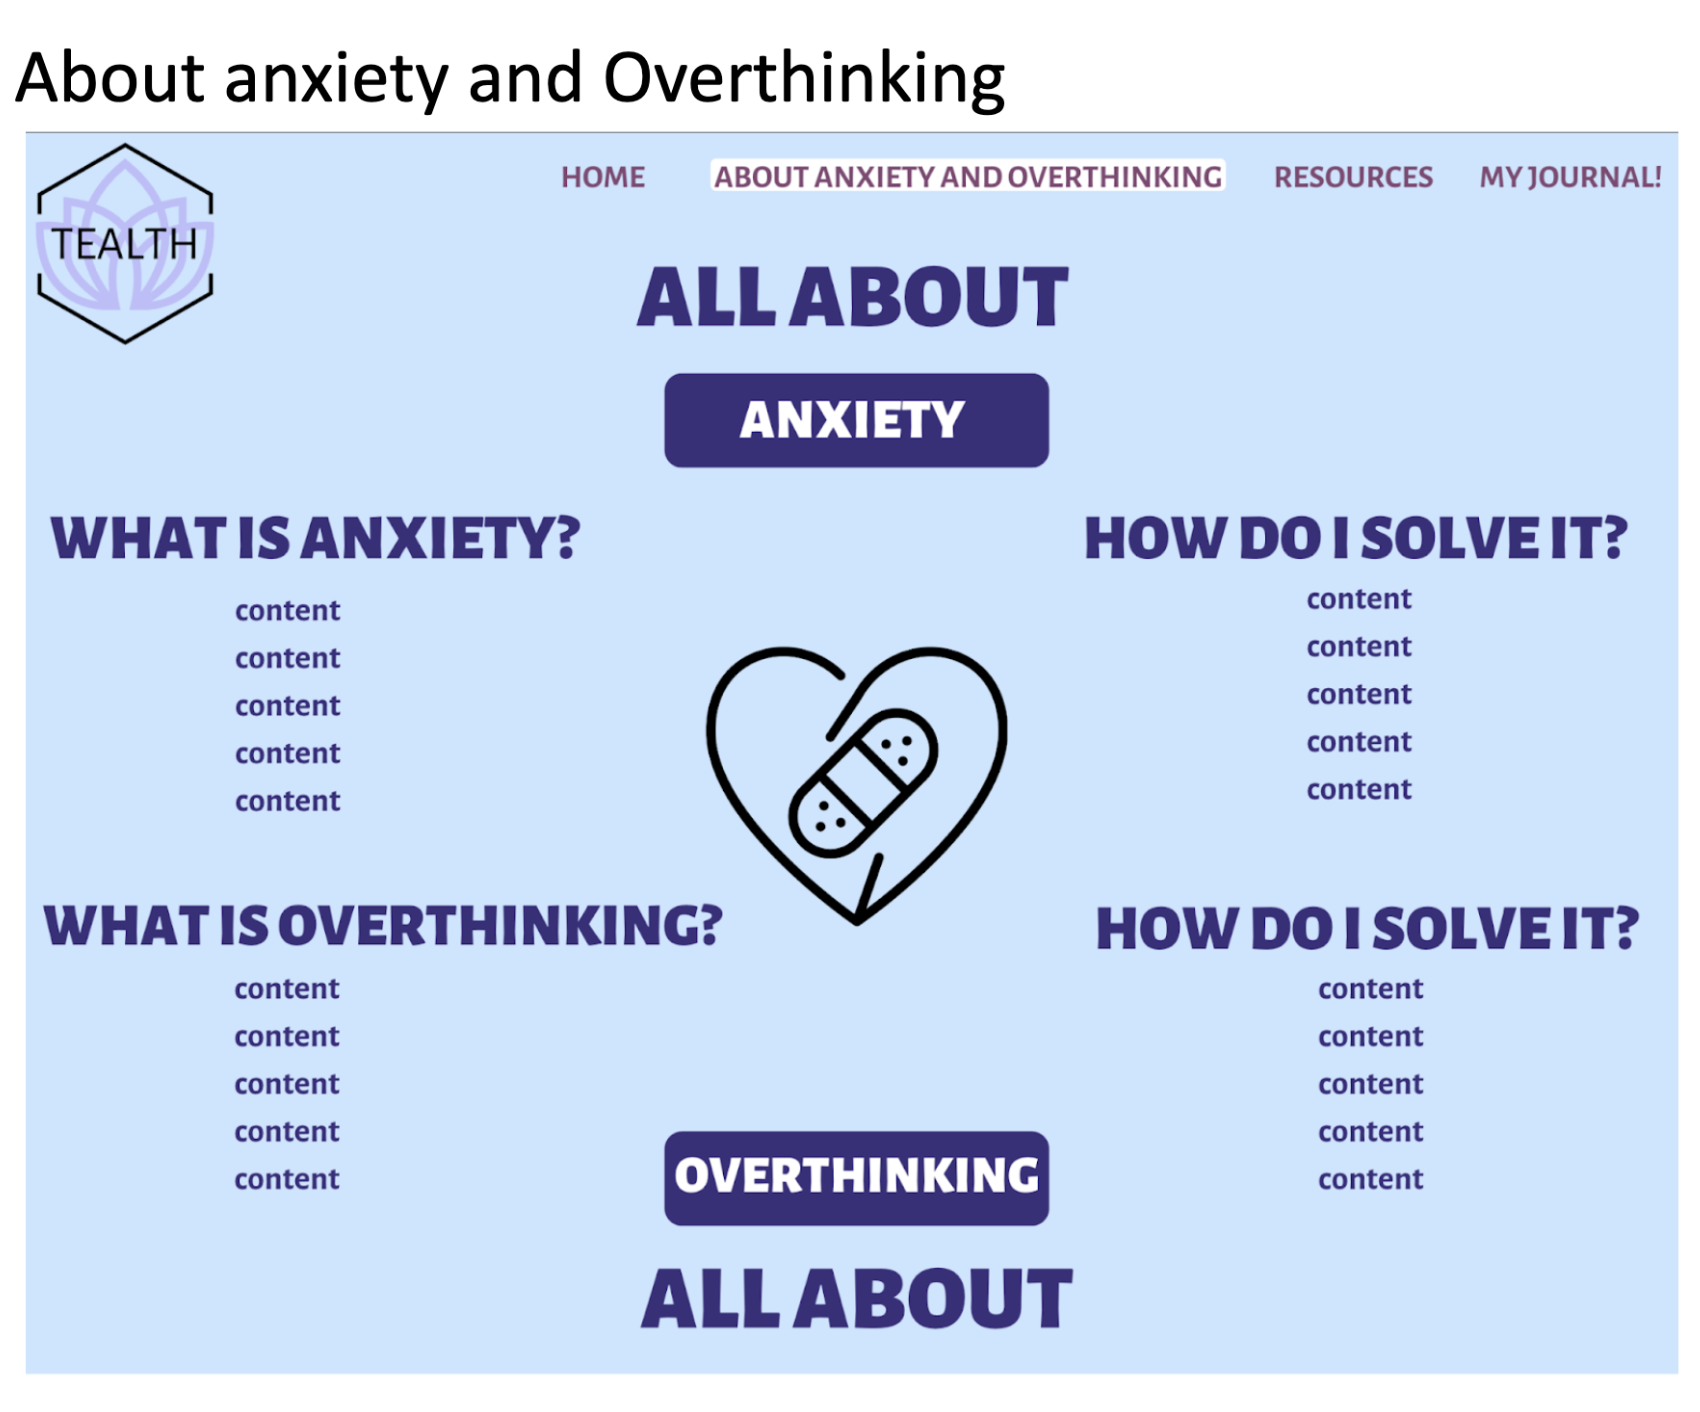 About anxiety and Overthinking
TEALTH
HOME ABOUT ANXIETY AND OVERTHINKING RESOURCES MY JOURNAL!
ALL ABOUT
ANXIETY
WHAT IS ANXIETY?
content
content
content
content
content
HOW DO I SOLVE IT?
content
content
content
content
content
WHAT IS OVERTHINKING?
content
content
content
content
content
HOW DO I SOLVE IT?
content
content
content
content
content
OVERTHINKING
ALL ABOUT